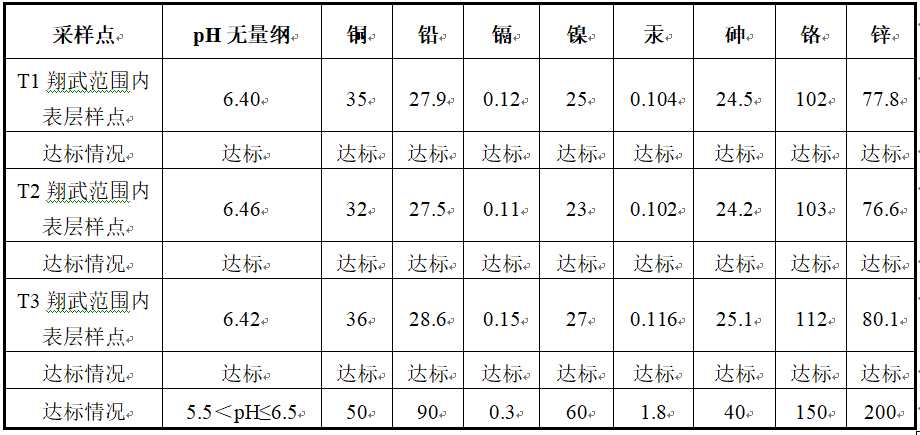 采样点 pH 无量纲 铜 铅 镉 镍 汞 砷 铬 锌
T1 翔武范围内
表层样点 6.40 35 27.9 0.12 25 0.104 24.5 102 77.8
达标情况 达标 达标 达标 达标 达标 达标 达标 达标 达标
T2 翔武范围内
表层样点 6.46 32 27.5 0.11 23 0.102 24.2 103 76.6
达标情况 达标 达标 达标 达标 达标 达标 达标 达标 达标
T3 翔武范围内
表层样点 6.42 36 28.6 0.15 27 0.116 25.1 112 80.1
达标情况 达标 达标 达标 达标 达标 达标 达标 达标 达标
达标情况 5.5＜pH≤6.5 50 90 0.3 60 1.8 40 150 200